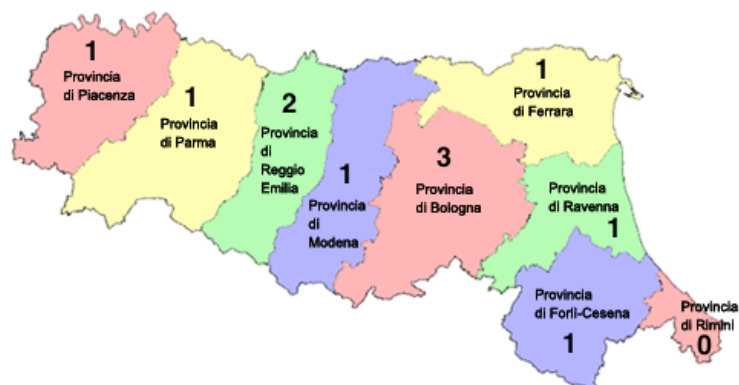 1
Provincia
di Piacenza
1
Provincia
di Parma
2
Provincia
di
Reggio
Emilia
1
Provincia
di
Modena
3
Provincia
di Bologna
1
Provincia
di Ferrara
Provincia
di Ravenna
1
Provincia
di Forlì-Cesena
1
Provincia
di Rimini
0